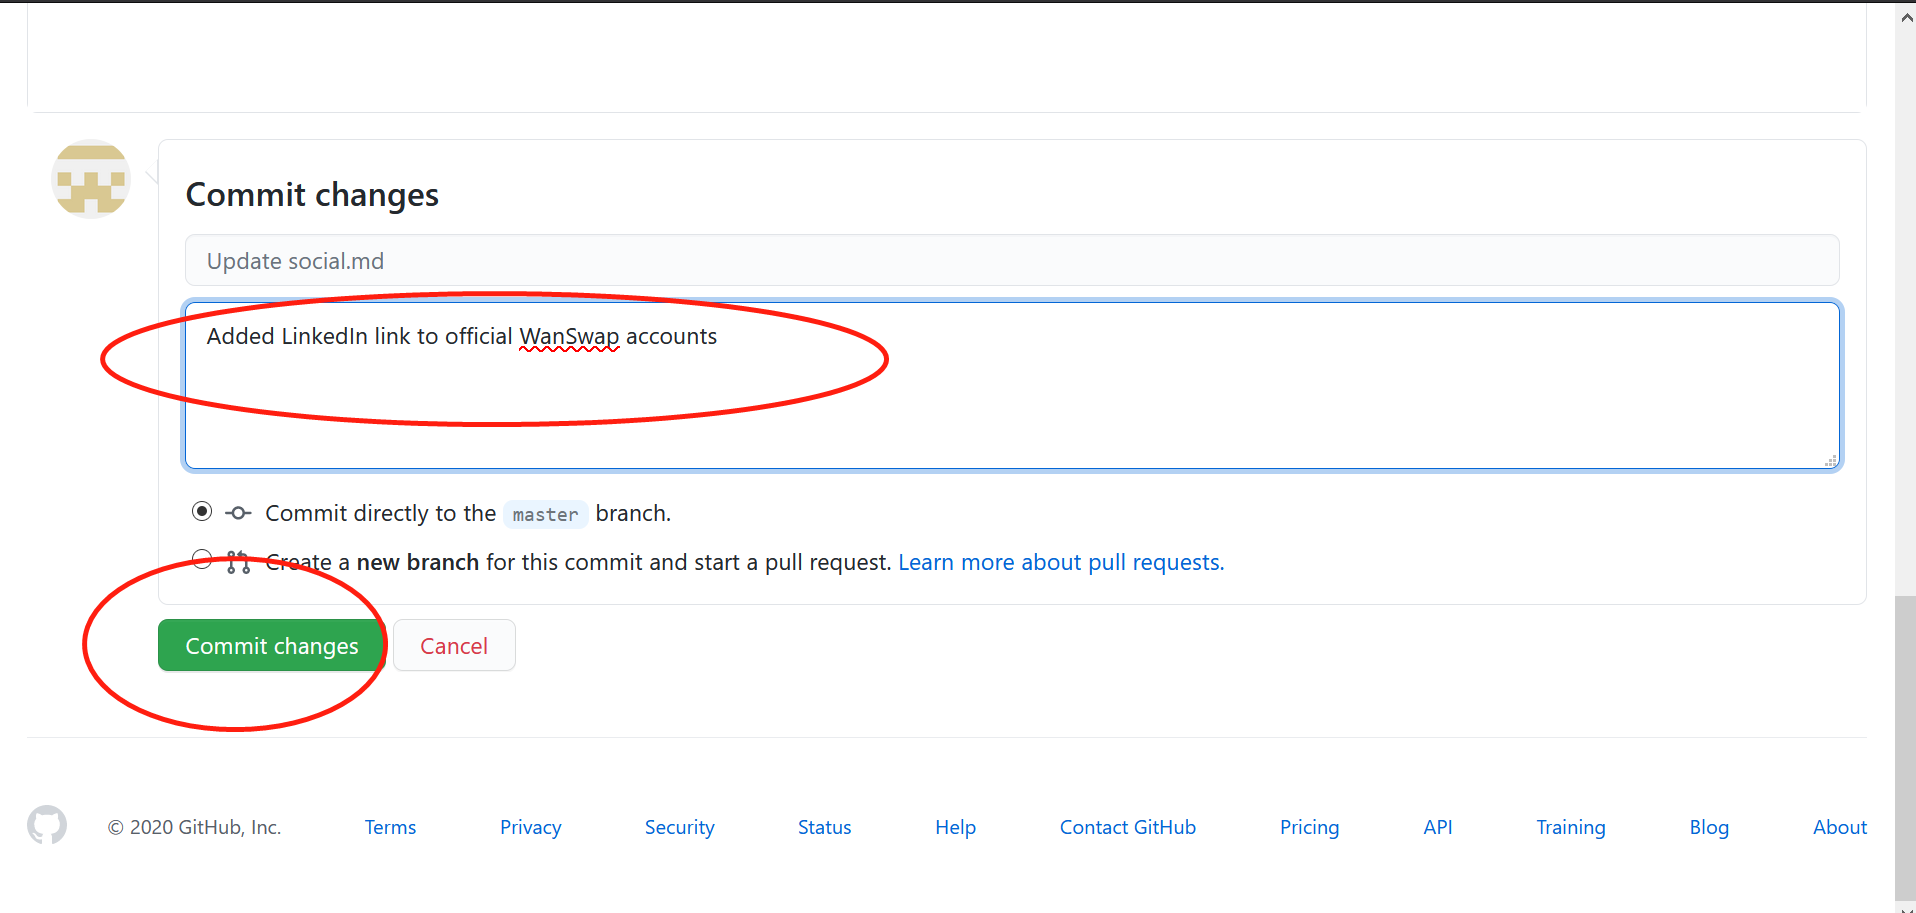 Commit changes
Update social.md
Added LinkedIn link to official WanSwap accounts
Commit directly to the master branch.
Create a new branch for this commit and start a pull request. Learn more about pull requests.
Commit changes Cancel
© 2020 GitHub, Inc. Terms Privacy Security Status Help Contact GitHub Pricing API Training Blog About